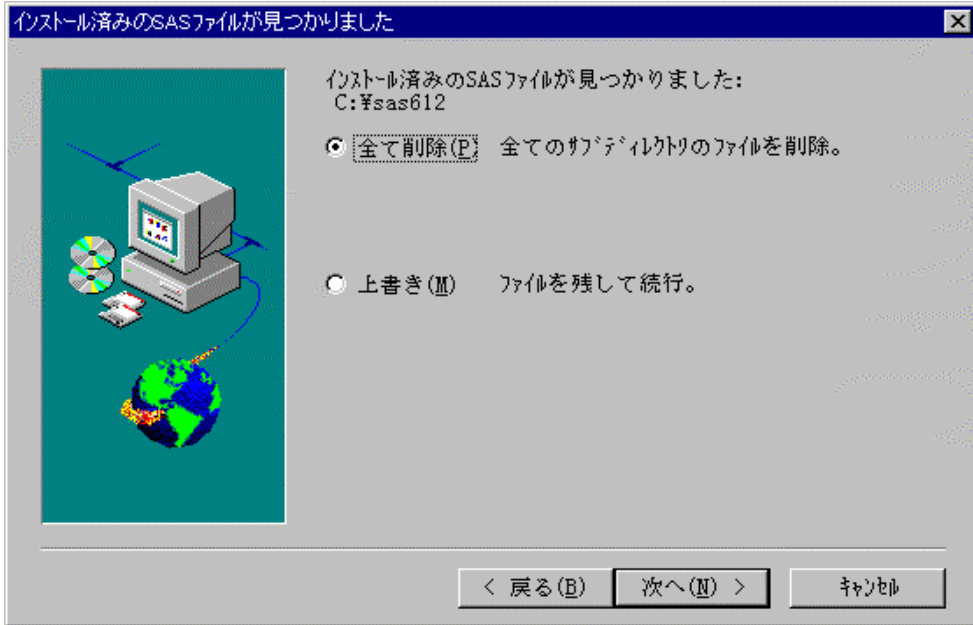 インストール済みのSASファイルが見つかりました
インストール済みのSASファイルが見つかりました:
C:¥sas612
全て削除(P) 全てのサブディレクトリのファイルを削除。
上書き(M) ファイルを残して続行。
< 戻る(B) 次へ(N) > キャンセル